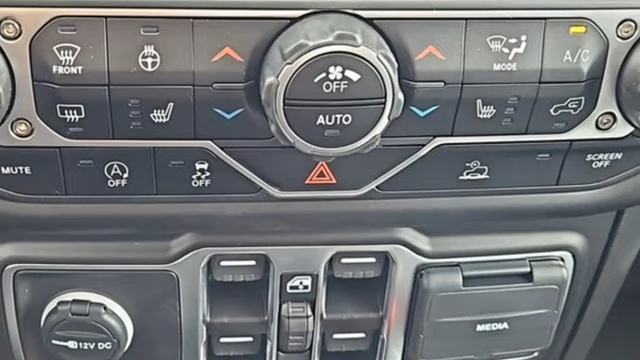 FRONT
OFF
AUTO
MODE
A/C
MUTE
OFF
OFF
SCREEN
OFF
12V DC
MEDIA